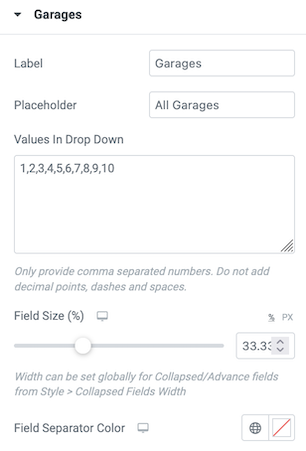 Garages
Label
Garages
Placeholder
All Garages
Values In Drop Down
1,2,3,4,5,6,7,8,9,10
Only provide comma separated numbers. Do not add
decimal points, dashes and spaces.
Field Size (%)
% PX
33.33
Width can be set globally for Collapsed/Advance fields
from Style > Collapsed Fields Width
Field Separator Color